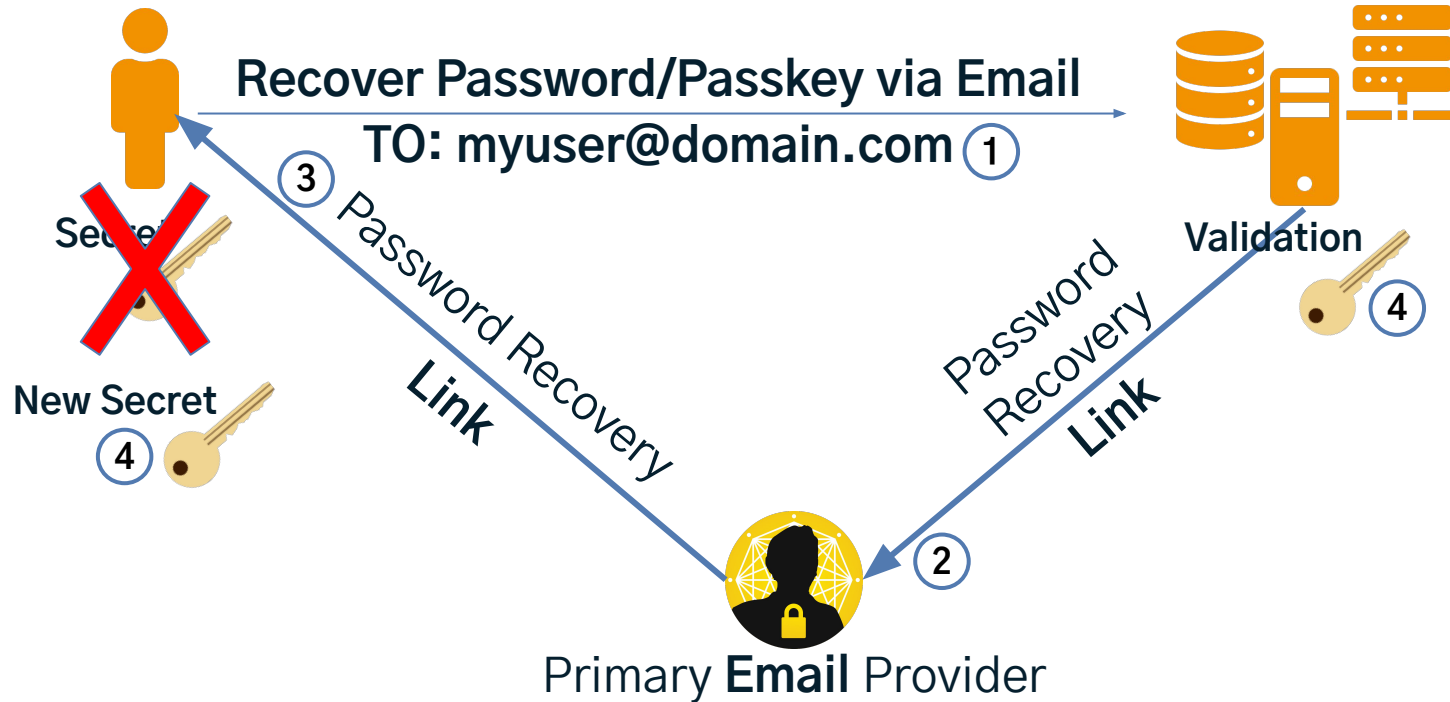 Recover Password/Passkey via Email
TO: myuser@domain.com 1
3
Password Recovery
Link
Secret
Validation
4
Password
Recovery
Link
New Secret
4
2
Primary Email Provider